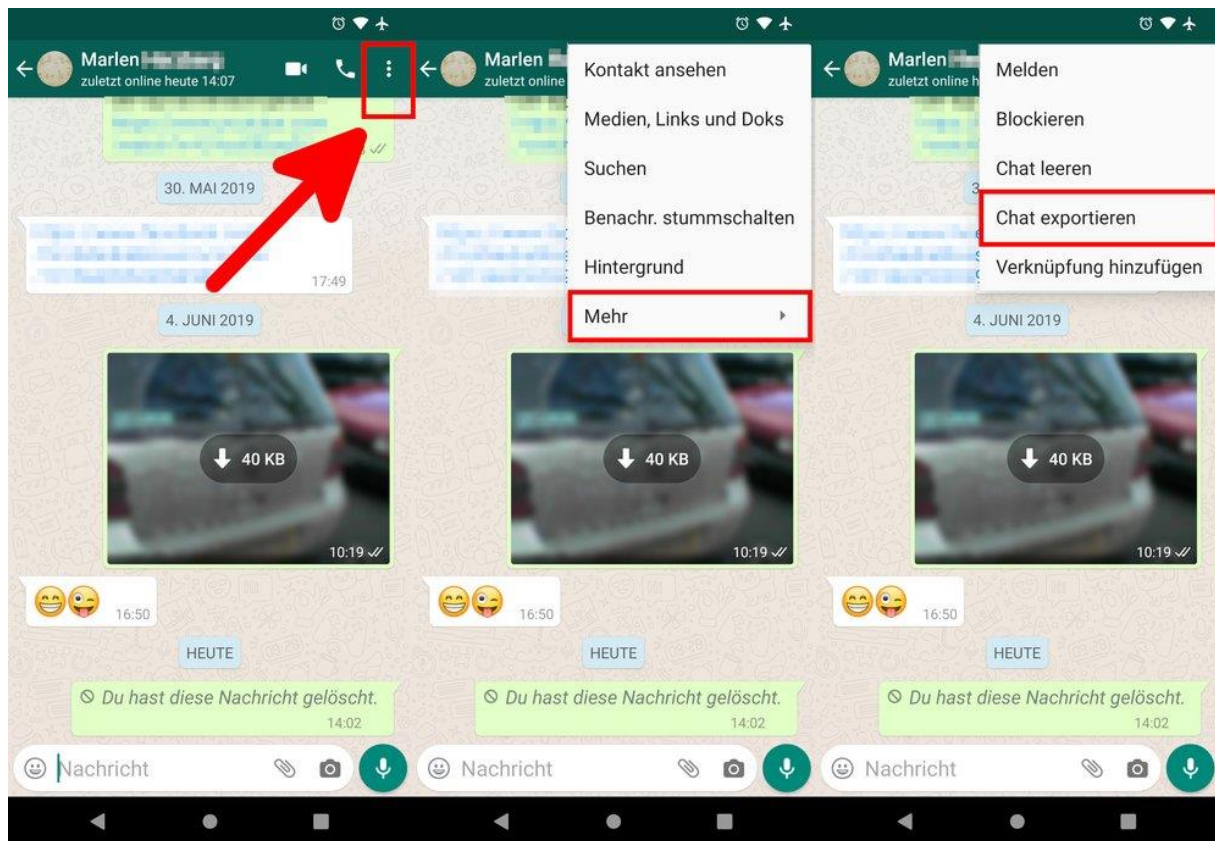 Marlen
zuletzt online heute 14:07
30. MAI 2019
17:49
4. JUNI 2019
40 KB
10:19
16:50
HEUTE
Du hast diese Nachricht gelöscht.
14:02
Nachricht
Marlen
zuletzt online
Kontakt ansehen
Medien, Links und Doks
Suchen
Benachr. stummschalten
Hintergrund
Mehr
40 KB
10:19
16:50
HEUTE
Du hast diese Nachricht gelöscht.
14:02
Nachricht
Marlen
zuletzt online h
Melden
Blockieren
Chat leeren
3
Chat exportieren
Verknüpfung hinzufügen
4. JUNI 2019
40 KB
10:19
16:50
HEUTE
Du hast diese Nachricht gelöscht.
14:02
Nachricht